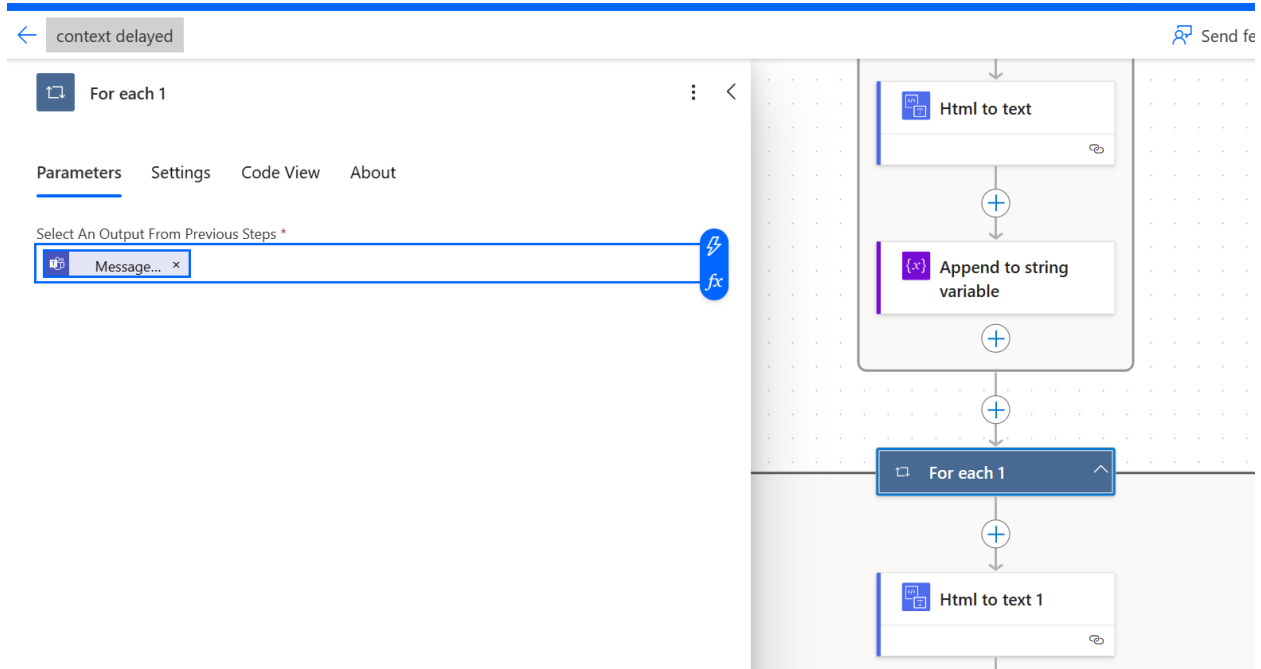 context delayed
Send fe
For each 1
Parameters
Settings
Code View
About
Select An Output From Previous Steps *
Message... ×
fx
Html to text
{x}
Append to string
variable
For each 1
Html to text 1